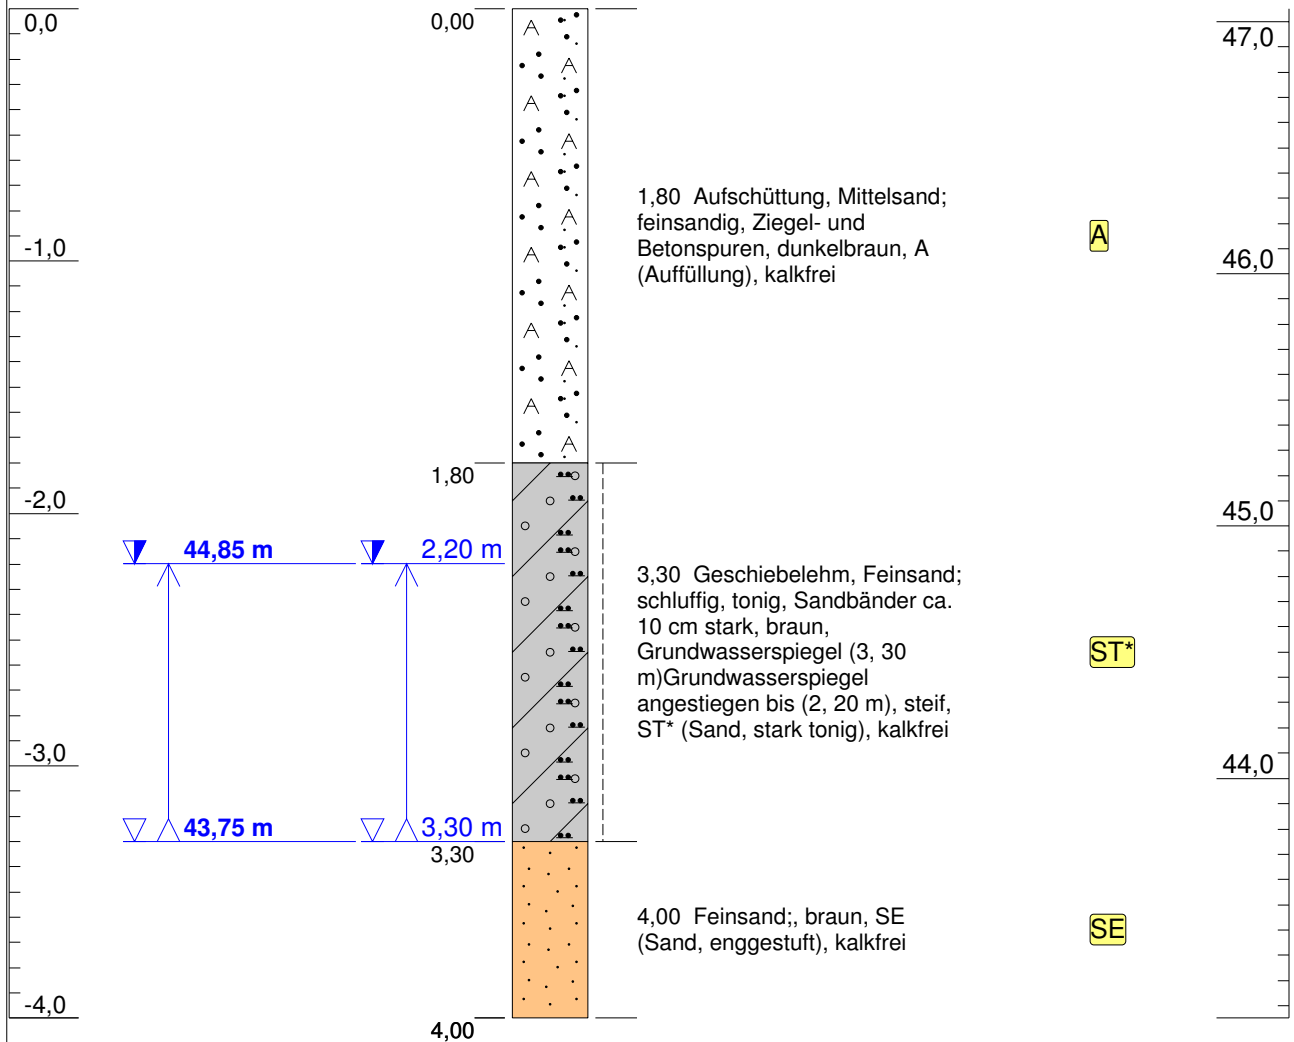 0,0
0,00
47,0
1,80 Aufschüttung, Mittelsand;
feinsandig, Ziegel- und
Betonspuren, dunkelbraun, A
(Auffüllung), kalkfrei
A
-1,0
46,0
1,80
-2,0
45,0
44,85 m
2,20 m
3,30 Geschiebelehm, Feinsand;
schluffig, tonig, Sandbänder ca.
10 cm stark, braun,
Grundwasserspiegel (3, 30
m)Grundwasserspiegel
angestiegen bis (2, 20 m), steif,
ST* (Sand, stark tonig), kalkfrei
ST*
-3,0
44,0
43,75 m
3,30 m
3,30
4,00 Feinsand;, braun, SE
(Sand, enggestuft), kalkfrei
SE
-4,0
4,00